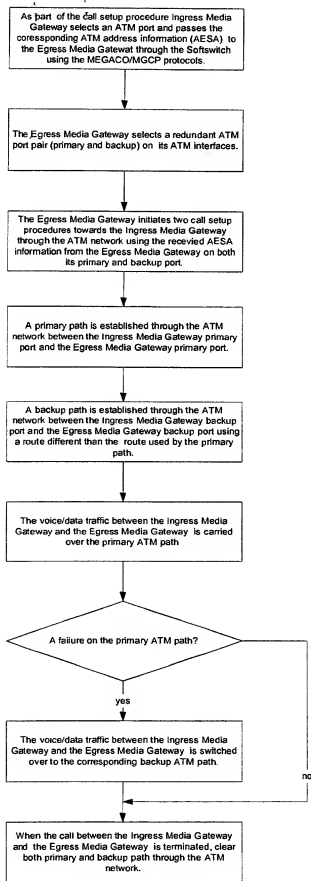 As part of the call setup procedure Ingress Media
Gateway selects an ATM port and passes the
coressponding ATM address information (AESA) to
the Egress Media Gatewat through the Softswitch
using the MEGACO/MGCP protocols.
The Egress Media Gateway selects a redundant ATM
port pair (primary and backup) on its ATM interfaces.
The Egress Media Gateway initiates two call setup
procedures towards the Ingress Media Gateway
through the ATM network using the recevied AESA
information from the Egress Media Gateway on both
its primary and backup port.
A primary path is established through the ATM
network between the Ingress Media Gateway primary
port and the Egress Media Gateway primary port.
A backup path is established through the ATM
network between the Ingress Media Gateway backup
port and the Egress Media Gateway backup port using
a route different than the route used by the primary
path.
The voice/data traffic between the Ingress Media
Gateway and the Egress Media Gateway is carried
over the primary ATM path
A failure on the primary ATM path?
yes
The voice/data traffic between the Ingress Media
Gateway and the Egress Media Gateway is switched
over to the corresponding backup ATM path.
no
When the call between the Ingress Media Gateway
and the Egress Media Gateway is terminated, clear
both primary and backup path through the ATM
network.